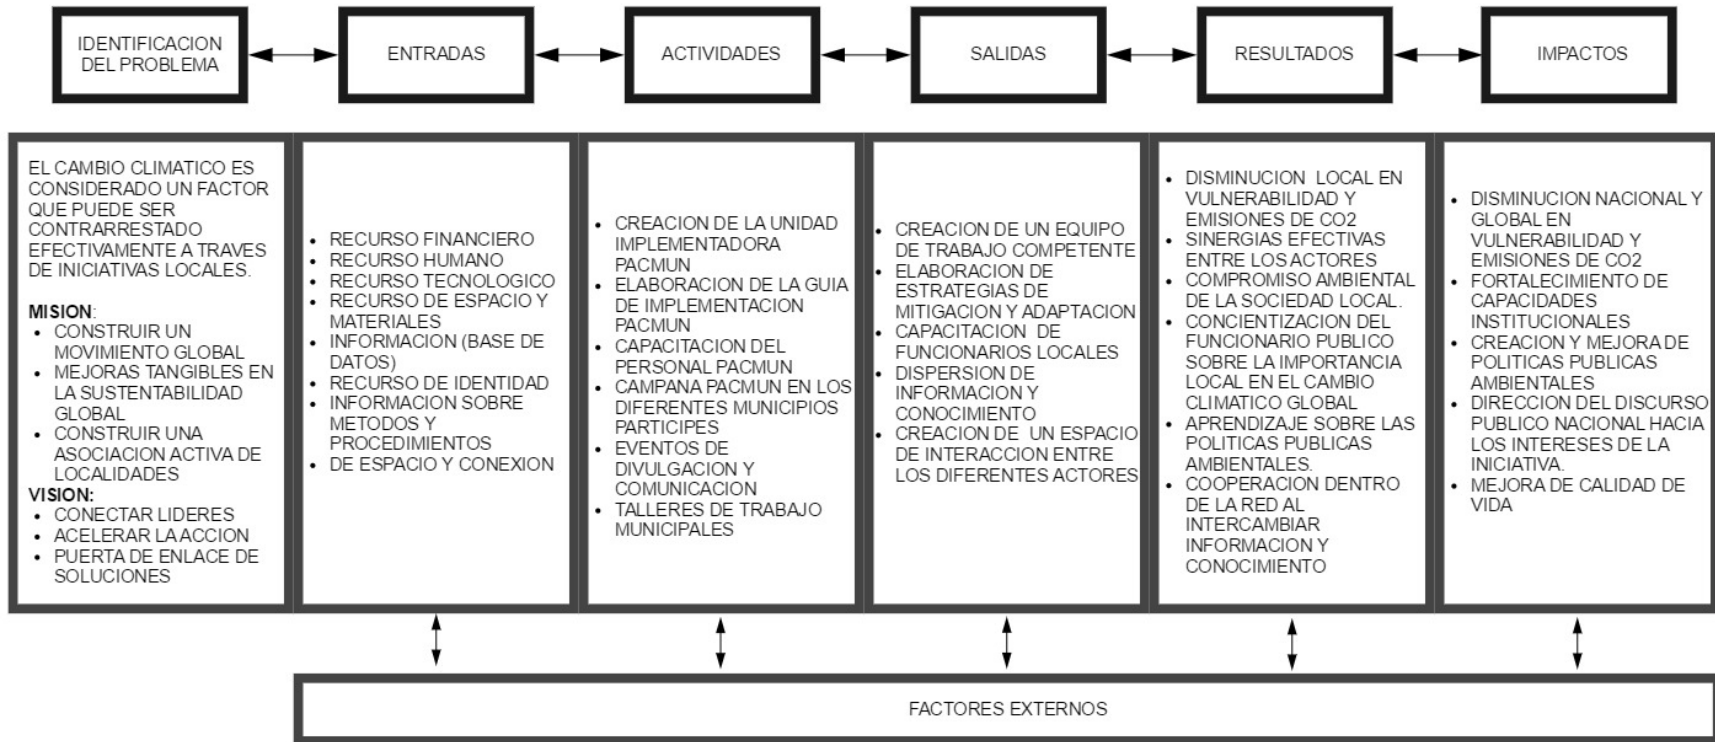 IDENTIFICACION
DEL PROBLEMA
ENTRADAS
ACTIVIDADES
SALIDAS
RESULTADOS
IMPACTOS
EL CAMBIO CLIMATICO ES
CONSIDERADO UN FACTOR
QUE PUEDE SER
CONTRARRESTADO
EFECTIVAMENTE A TRAVES
DE INICIATIVAS LOCALES.
MISION:
• CONSTRUIR UN
MOVIMIENTO GLOBAL
• MEJORAS TANGIBLES EN
LA SUSTENTABILIDAD
GLOBAL
• CONSTRUIR UNA
ASOCIACION ACTIVA DE
LOCALIDADES
VISION:
• CONECTAR LIDERES
• ACELERAR LA ACCION
• PUERTA DE ENLACE DE
SOLUCIONES
• RECURSO FINANCIERO
• RECURSO HUMANO
• RECURSO TECNOLOGICO
• RECURSO DE ESPACIO Y
MATERIALES
• INFORMACION (BASE DE
DATOS)
• RECURSO DE IDENTIDAD
• INFORMACION SOBRE
METODOS Y
PROCEDIMIENTOS
• DE ESPACIO Y CONEXION
• CREACION DE LA UNIDAD
IMPLEMENTADORA
PACMUN
• ELABORACION DE LA GUIA
DE IMPLEMENTACION
PACMUN
• CAPACITACION DEL
PERSONAL PACMUN
• CAMPANA PACMUN EN LOS
DIFERENTES MUNICIPIOS
PARTICIPES
• EVENTOS DE
DIVULGACION Y
COMUNICACION
• TALLERES DE TRABAJO
MUNICIPALES
• CREACION DE UN EQUIPO
DE TRABAJO COMPETENTE
• ELABORACION DE
ESTRATEGIAS DE
MITIGACION Y ADAPTACION
• CAPACITACION DE
FUNCIONARIOS LOCALES
• DISPERSION DE
INFORMACION Y
CONOCIMIENTO
• CREACION DE UN ESPACIO
DE INTERACCION ENTRE
LOS DIFERENTES ACTORES
• DISMINUCION LOCAL EN
VULNERABILIDAD Y
EMISIONES DE CO2
• SINERGIAS EFECTIVAS
ENTRE LOS ACTORES
• COMPROMISO AMBIENTAL
DE LA SOCIEDAD LOCAL.
• CONCIENTIZACION DEL
FUNCIONARIO PUBLICO
SOBRE LA IMPORTANCIA
LOCAL EN EL CAMBIO
CLIMATICO GLOBAL
• APRENDIZAJE SOBRE LAS
POLITICAS PUBLICAS
AMBIENTALES.
• COOPERACION DENTRO
DE LA RED AL
INTERCAMBIAR
INFORMACION Y
CONOCIMIENTO
• DISMINUCION NACIONAL Y
GLOBAL EN
VULNERABILIDAD Y
EMISIONES DE CO2
• FORTALECIMIENTO DE
CAPACIDADES
INSTITUCIONALES
• CREACION Y MEJORA DE
POLITICAS PUBLICAS
AMBIENTALES
• DIRECCION DEL DISCURSO
PUBLICO NACIONAL HACIA
LOS INTERESES DE LA
INICIATIVA.
• MEJORA DE CALIDAD DE
VIDA
FACTORES EXTERNOS